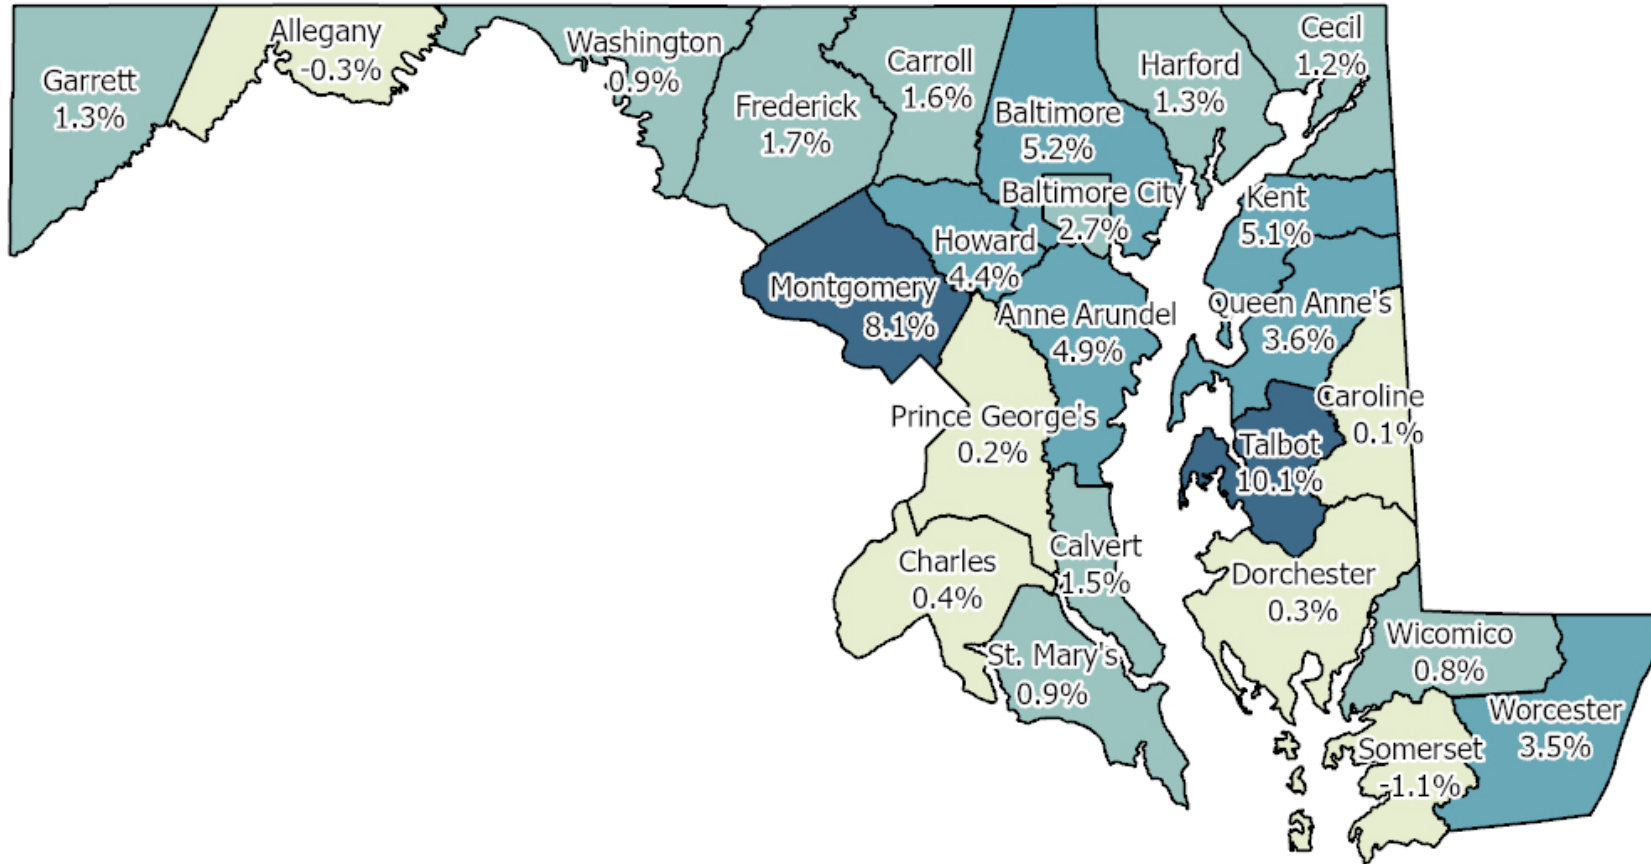 Garrett
1.3%
Allegany
-0.3%
Washington
0.9%
Frederick
1.7%
Carroll
1.6%
Baltimore
5.2%
Harford
1.3%
Cecil
1.2%
Baltimore City
2.7%
Howard
4.4%
Montgomery
8.1%
Anne Arundel
4.9%
Kent
5.1%
Queen Anne's
3.6%
Prince George's
0.2%
Caroline
0.1%
Talbot
10.1%
Charles
0.4%
Calvert
1.5%
Dorchester
0.3%
St. Mary's
0.9%
Wicomico
0.8%
Somerset
-1.1%
Worcester
3.5%